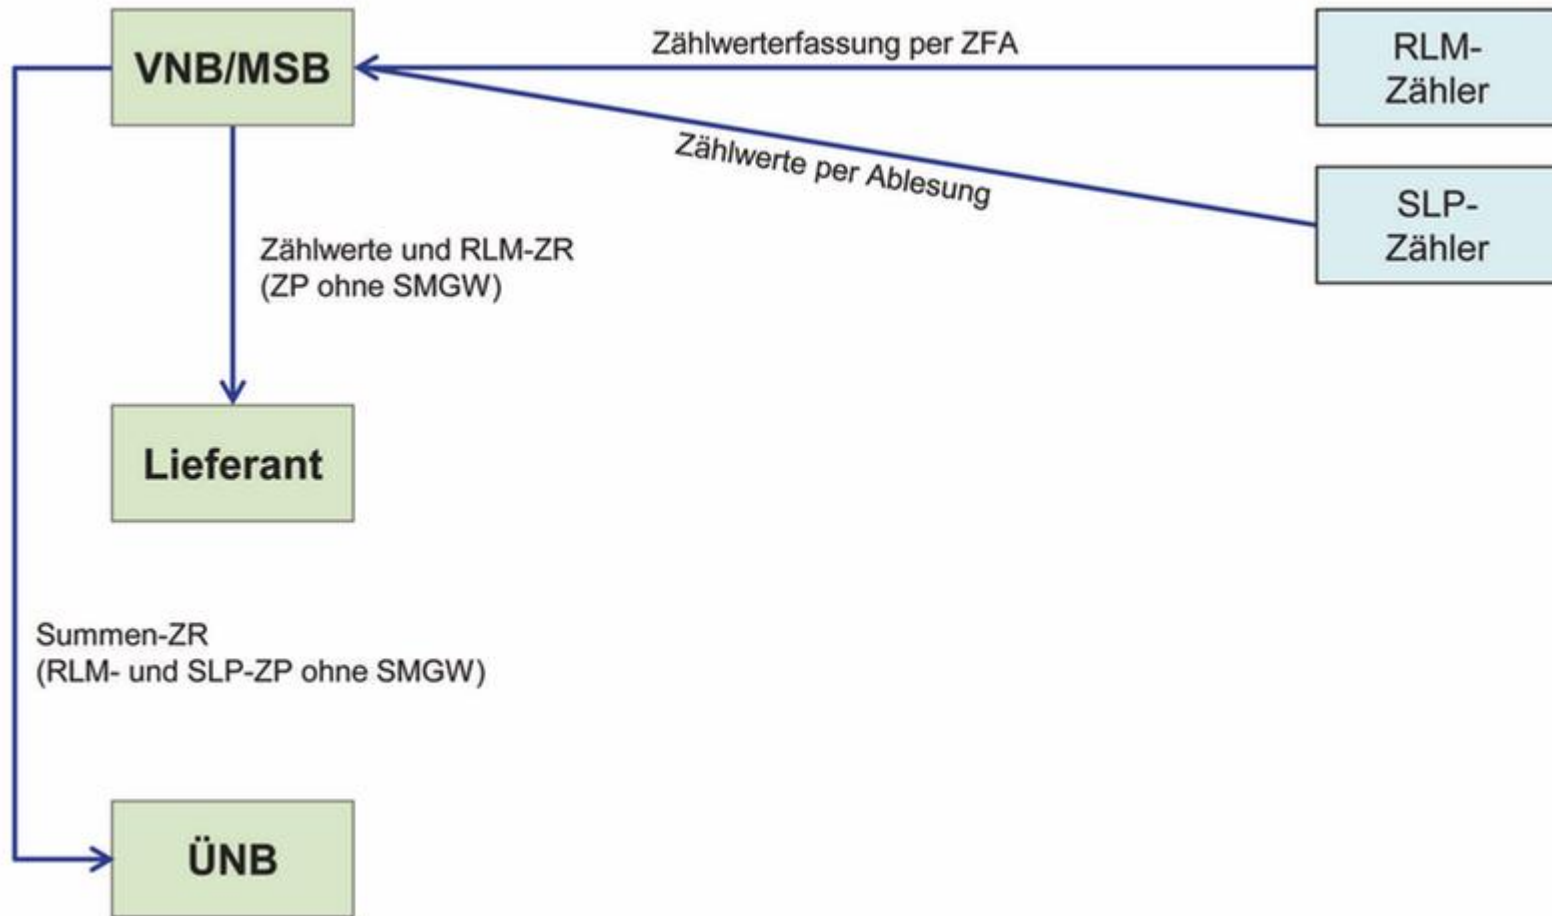 VNB/MSB
Zählwerterfassung per ZFA
RLM-
Zähler
Zählwerte per Ablesung
SLP-
Zähler
Zählwerte und RLM-ZR
(ZP ohne SMGW)
Lieferant
Summen-ZR
(RLM- und SLP-ZP ohne SMGW)
ÜNB